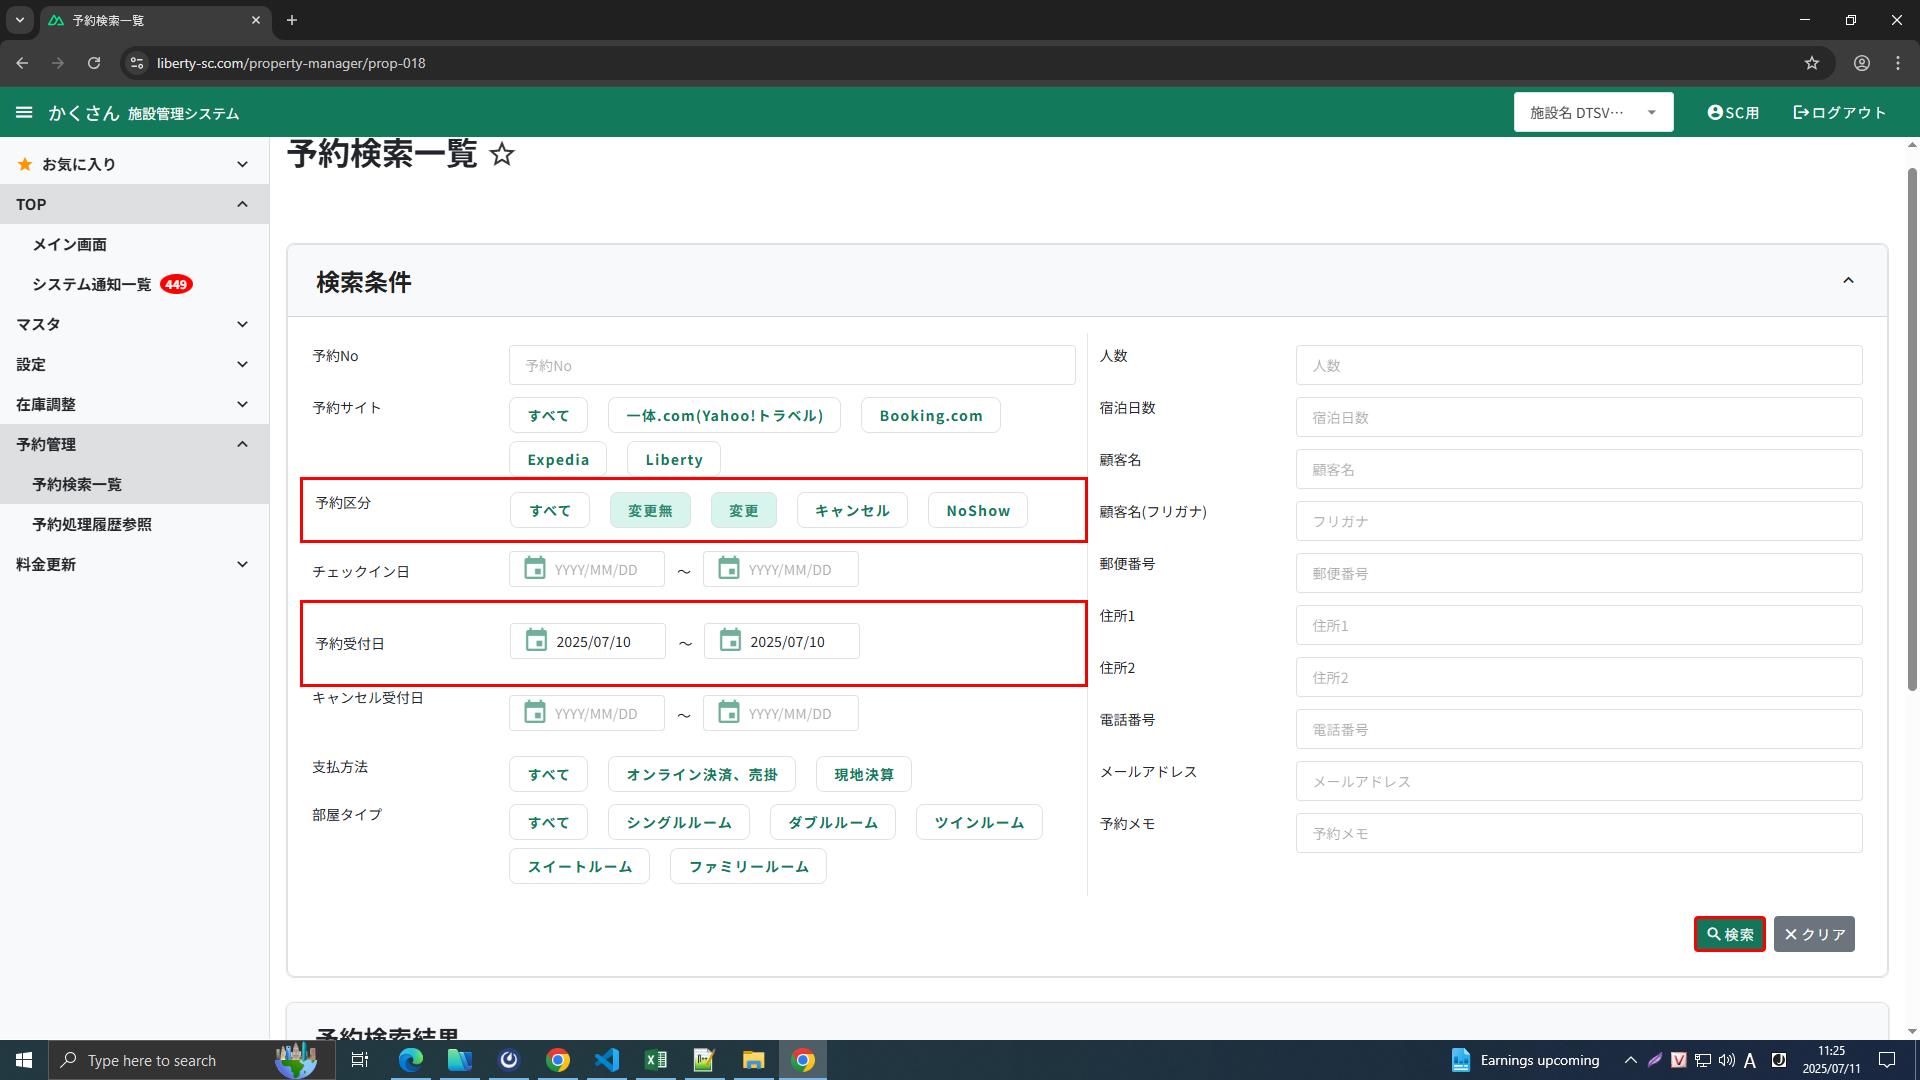 予約検索一覧
liberty-sc.com/property-manager/prop-018
かくさん 施設管理システム
施設名 DTSV…
SC用
ログアウト
お気に入り
TOP
メイン画面
システム通知一覧 449
マスタ
設定
在庫調整
予約管理
予約検索一覧
予約処理履歴参照
料金更新
予約検索一覧
検索条件
予約No
予約No
予約サイト
すべて
一体.com(Yahoo!トラベル)
Booking.com
Expedia
Liberty
予約区分
すべて
変更無
変更
キャンセル
NoShow
チェックイン日
YYYY/MM/DD ～ YYYY/MM/DD
予約受付日
2025/07/10 ～ 2025/07/10
キャンセル受付日
YYYY/MM/DD ～ YYYY/MM/DD
支払方法
すべて
オンライン決済、売掛
現地決算
部屋タイプ
すべて
シングルルーム
ダブルルーム
ツインルーム
スイートルーム
ファミリールーム
人数
人数
宿泊日数
宿泊日数
顧客名
顧客名
顧客名(フリガナ)
フリガナ
郵便番号
郵便番号
住所1
住所1
住所2
住所2
電話番号
電話番号
メールアドレス
メールアドレス
予約メモ
予約メモ
検索
クリア
予約検索結果
Type here to search
Earnings upcoming
A
11:25
2025/07/11